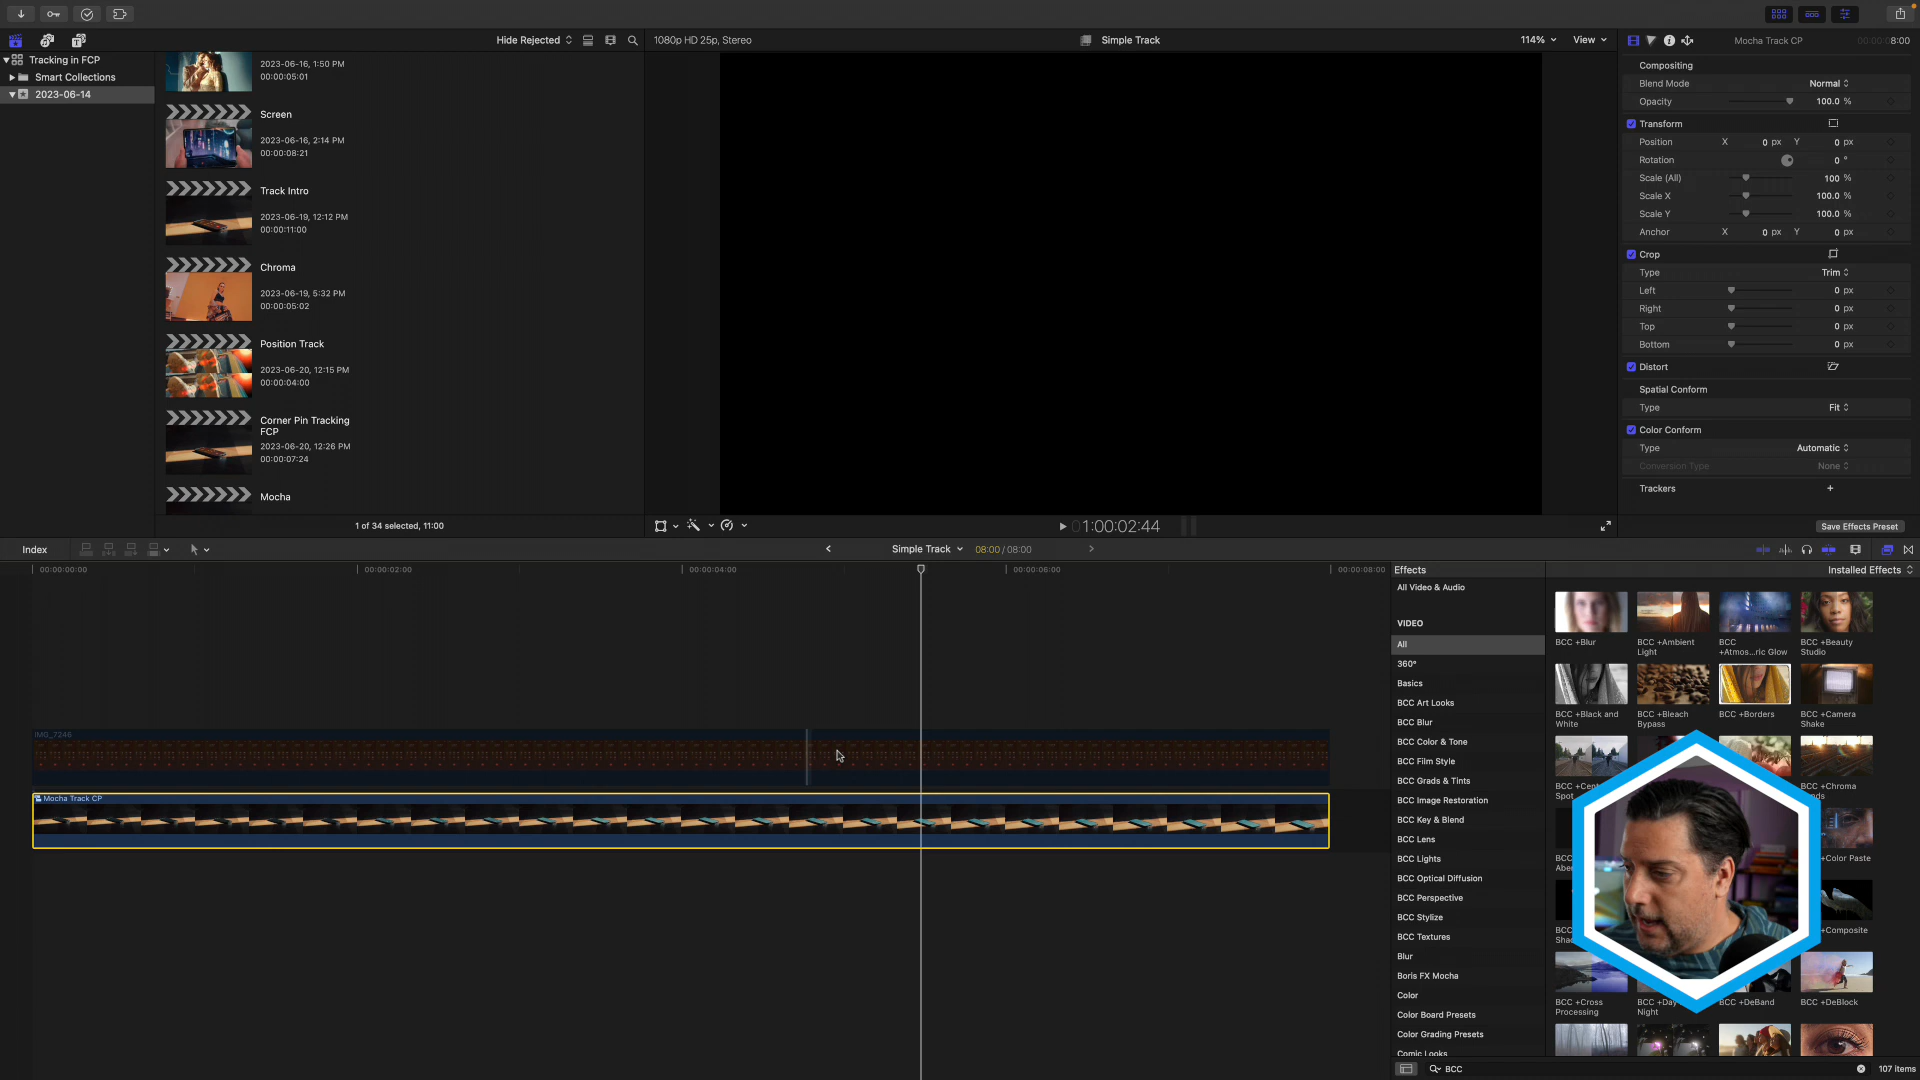 Hide Rejected
1080p HD 25p, Stereo
Simple Track
114%
View
Mocha Track CP
8:00
Tracking in FCP
Smart Collections
2023-06-14
2023-06-16, 1:50 PM
00:00:05:01
Screen
2023-06-16, 2:14 PM
00:00:08:21
Track Intro
2023-06-19, 12:12 PM
00:00:11:00
Chroma
2023-06-19, 5:32 PM
00:00:05:02
Position Track
2023-06-20, 12:15 PM
00:00:04:00
Corner Pin Tracking
FCP
2023-06-20, 12:26 PM
00:00:07:24
Mocha
1 of 34 selected, 11:00
1:00:02:44
Compositing
Blend Mode Normal
Opacity 100.0 %
Transform
Position X 0 px Y 0 px
Rotation 0 °
Scale (All) 100 %
Scale X 100.0 %
Scale Y 100.0 %
Anchor X 0 px Y 0 px
Crop
Type Trim
Left 0 px
Right 0 px
Top 0 px
Bottom 0 px
Distort
Spatial Conform
Type Fit
Color Conform
Type Automatic
Conversion Type None
Trackers +
Save Effects Preset
Index
Simple Track 08:00 / 08:00
00:00:00:00 00:00:02:00 00:00:04:00 00:00:06:00 00:00:08:00
IMG_7246
Mocha Track CP
Effects
Installed Effects
All Video & Audio
VIDEO
All
360°
Basics
BCC Art Looks
BCC Blur
BCC Color & Tone
BCC Film Style
BCC Grads & Tints
BCC Image Restoration
BCC Key & Blend
BCC Lens
BCC Lights
BCC Optical Diffusion
BCC Perspective
BCC Stylize
BCC Textures
Blur
Boris FX Mocha
Color
Color Board Presets
Color Grading Presets
Comic Looks
BCC +Blur
BCC +Ambient
Light
BCC
+Atmos...ric Glow
BCC +Beauty
Studio
BCC +Black and
White
BCC +Bleach
Bypass
BCC +Borders
BCC +Camera
Shake
BCC +Cent
Spot
BCC +Chroma
BCC
Aber
+Color Paste
BCC
Sha
+Composite
BCC +Cross
Processing
BCC +Day
Night
BCC +DeBand
BCC +DeBlock
BCC
107 items